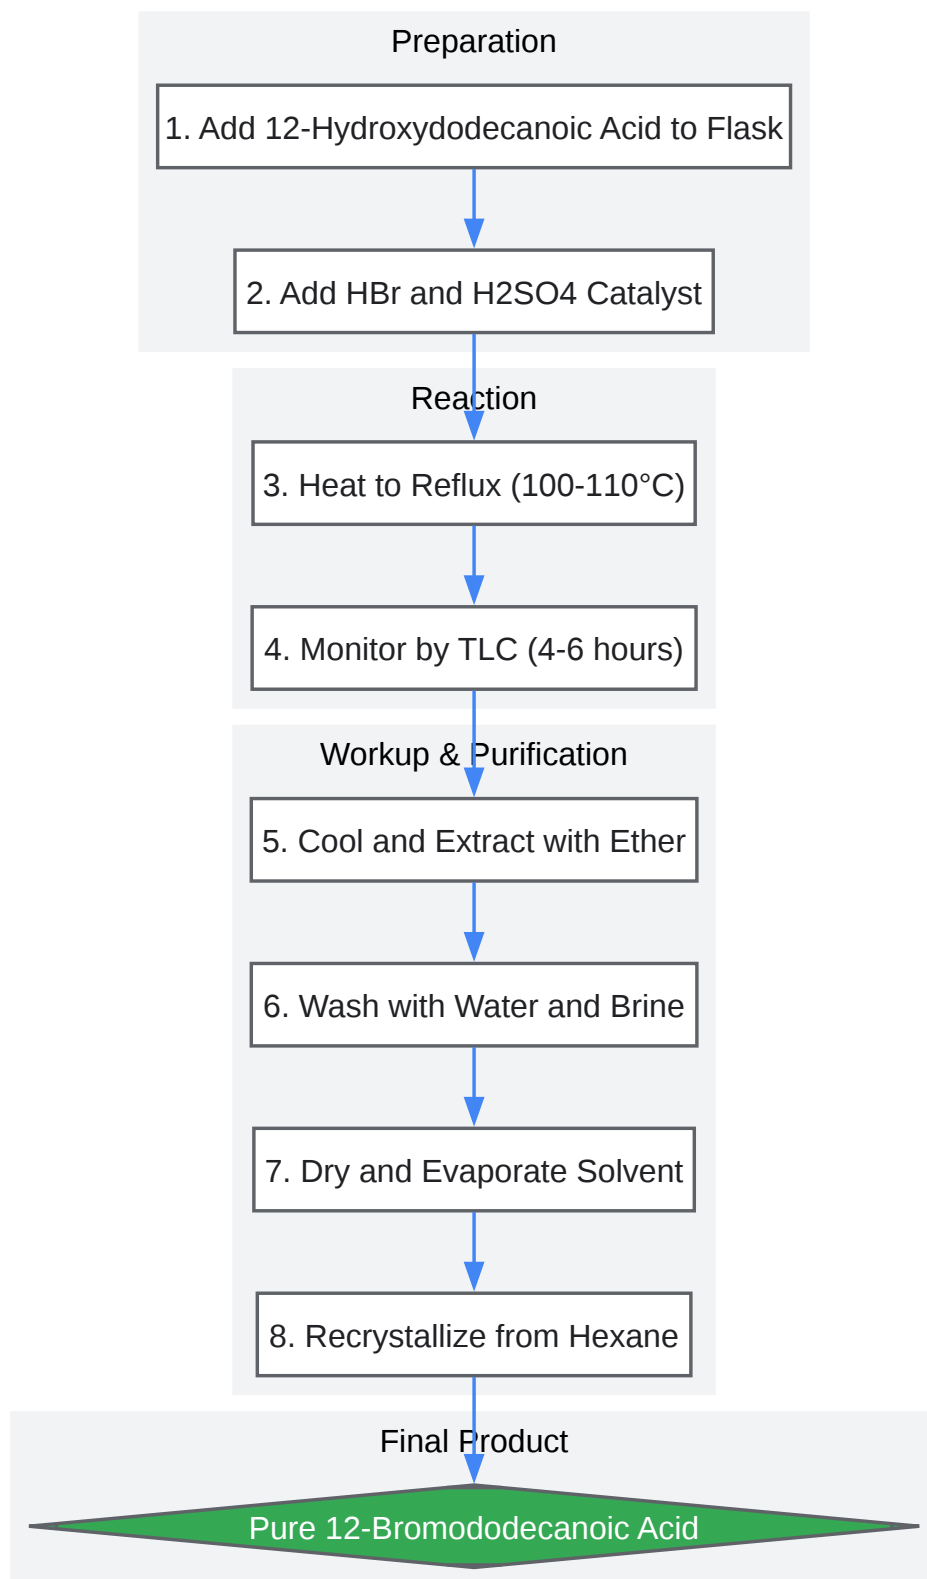 Preparation
1. Add 12-Hydroxydodecanoic Acid to Flask
2. Add HBr and H2SO4 Catalyst
Reaction
3. Heat to Reflux (100-110°C)
4. Monitor by TLC (4-6 hours)
Workup & Purification
5. Cool and Extract with Ether
6. Wash with Water and Brine
7. Dry and Evaporate Solvent
8. Recrystallize from Hexane
Final Product
Pure 12-Bromododecanoic Acid